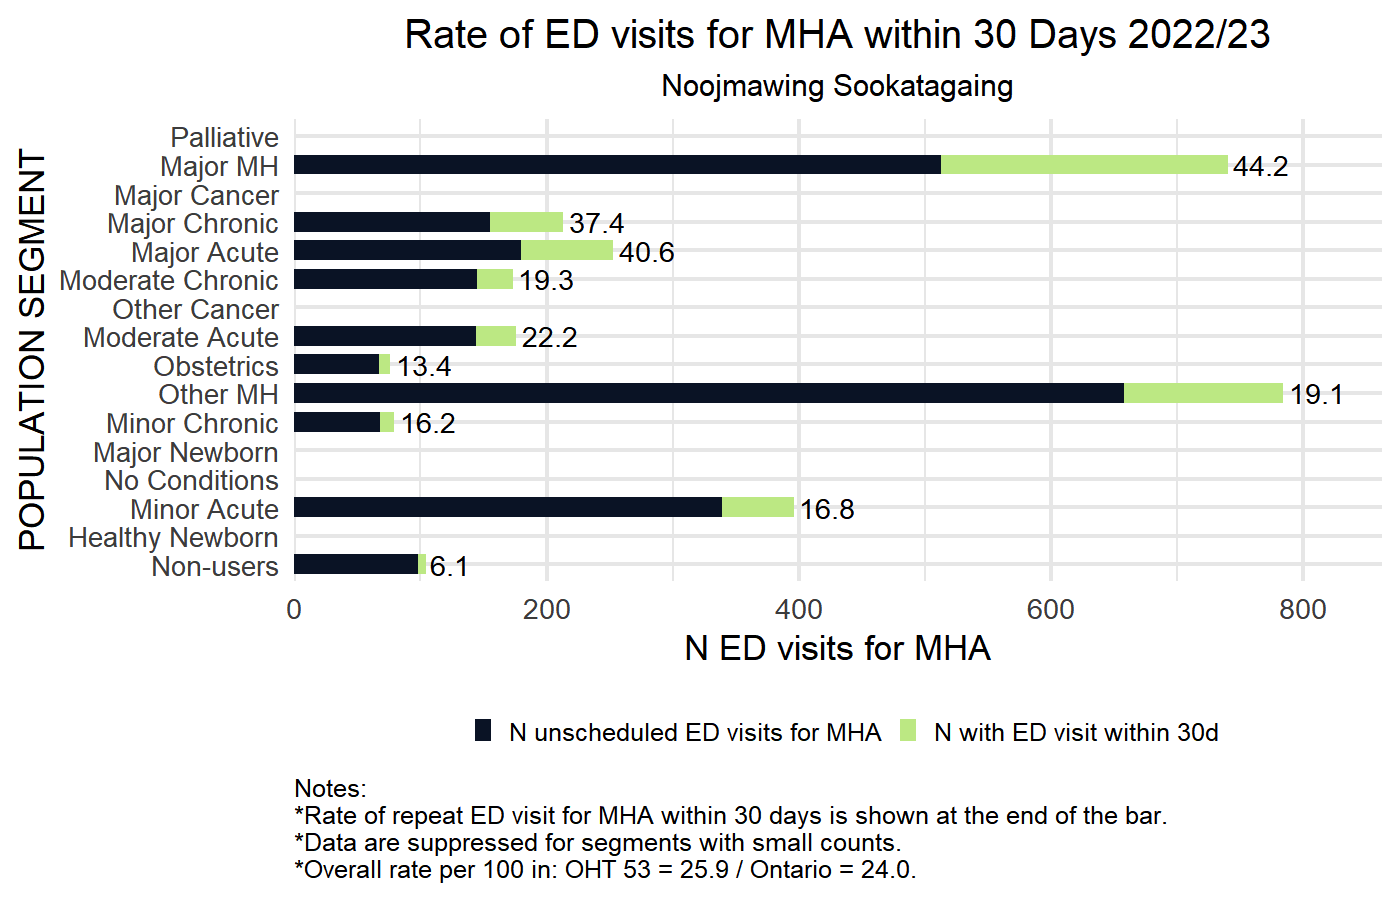 Rate of ED visits for MHA within 30 Days 2022/23
Noojmawing Sookatagaing
POPULATION SEGMENT
Palliative
Major MH 44.2
Major Cancer
Major Chronic 37.4
Major Acute 40.6
Moderate Chronic 19.3
Other Cancer
Moderate Acute 22.2
Obstetrics 13.4
Other MH 19.1
Minor Chronic 16.2
Major Newborn
No Conditions
Minor Acute 16.8
Healthy Newborn
Non-users 6.1
0 200 400 600 800
N ED visits for MHA
N unscheduled ED visits for MHA N with ED visit within 30d
Notes:
*Rate of repeat ED visit for MHA within 30 days is shown at the end of the bar.
*Data are suppressed for segments with small counts.
*Overall rate per 100 in: OHT 53 = 25.9 / Ontario = 24.0.